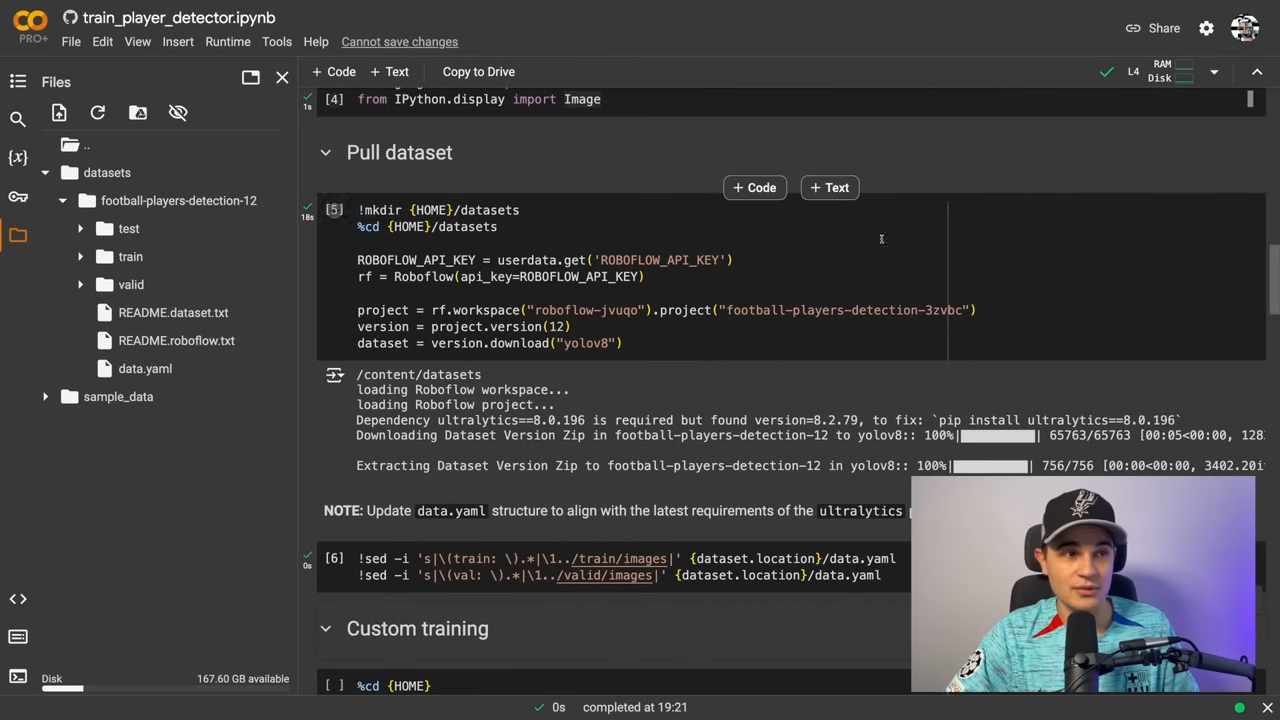 CO
PRO+
train_player_detector.ipynb
File Edit View Insert Runtime Tools Help Cannot save changes
Share
Files
+ Code + Text Copy to Drive
RAM
Disk
L4
1s
[4] from IPython.display import Image
..
datasets
football-players-detection-12
test
train
valid
README.dataset.txt
README.roboflow.txt
data.yaml
sample_data
{x}
Pull dataset
+ Code + Text
18s
[5] !mkdir {HOME}/datasets
%cd {HOME}/datasets
ROBOFLOW_API_KEY = userdata.get('ROBOFLOW_API_KEY')
rf = Roboflow(api_key=ROBOFLOW_API_KEY)
project = rf.workspace("roboflow-jvuqo").project("football-players-detection-3zvbc")
version = project.version(12)
dataset = version.download("yolov8")
/content/datasets
loading Roboflow workspace...
loading Roboflow project...
Dependency ultralytics==8.0.196 is required but found version=8.2.79, to fix: `pip install ultralytics==8.0.196`
Downloading Dataset Version Zip in football-players-detection-12 to yolov8:: 100%| | 65763/65763 [00:05<00:00, 128
Extracting Dataset Version Zip to football-players-detection-12 in yolov8:: 100%| | 756/756 [00:00<00:00, 3402.20i
NOTE: Update data.yaml structure to align with the latest requirements of the ultralytics
0s
[6] !sed -i 's|\(train: \).*|\1../train/images|' {dataset.location}/data.yaml
!sed -i 's|\(val: \).*|\1../valid/images|' {dataset.location}/data.yaml
Custom training
[ ] %cd {HOME}
Disk 167.60 GB available
0s completed at 19:21